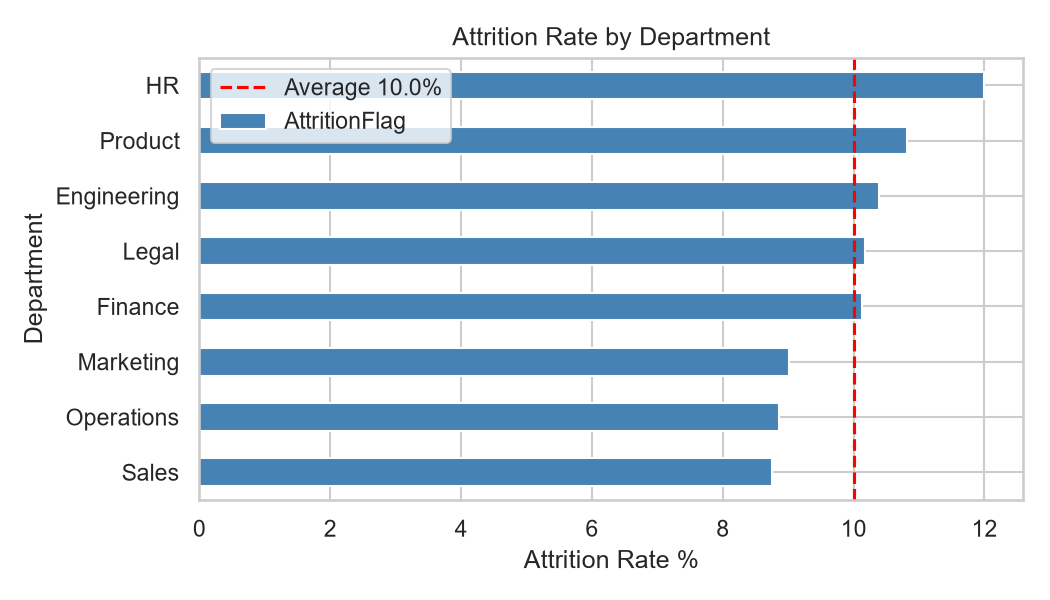 Attrition Rate by Department
Average 10.0%
AttritionFlag
HR
Product
Engineering
Legal
Finance
Marketing
Operations
Sales
Department
0 2 4 6 8 10 12
Attrition Rate %